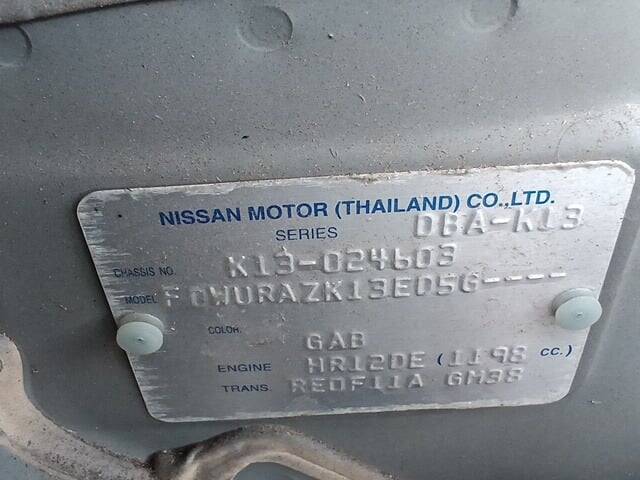 NISSAN MOTOR (THAILAND) CO.,LTD.
SERIES DBA-K13
CHASSIS NO. K13-024603
MODEL FDWURAZK13ED5G----
COLOR. GAB
ENGINE HR12DE (1198 CC.)
TRANS. RE0F11A GM38